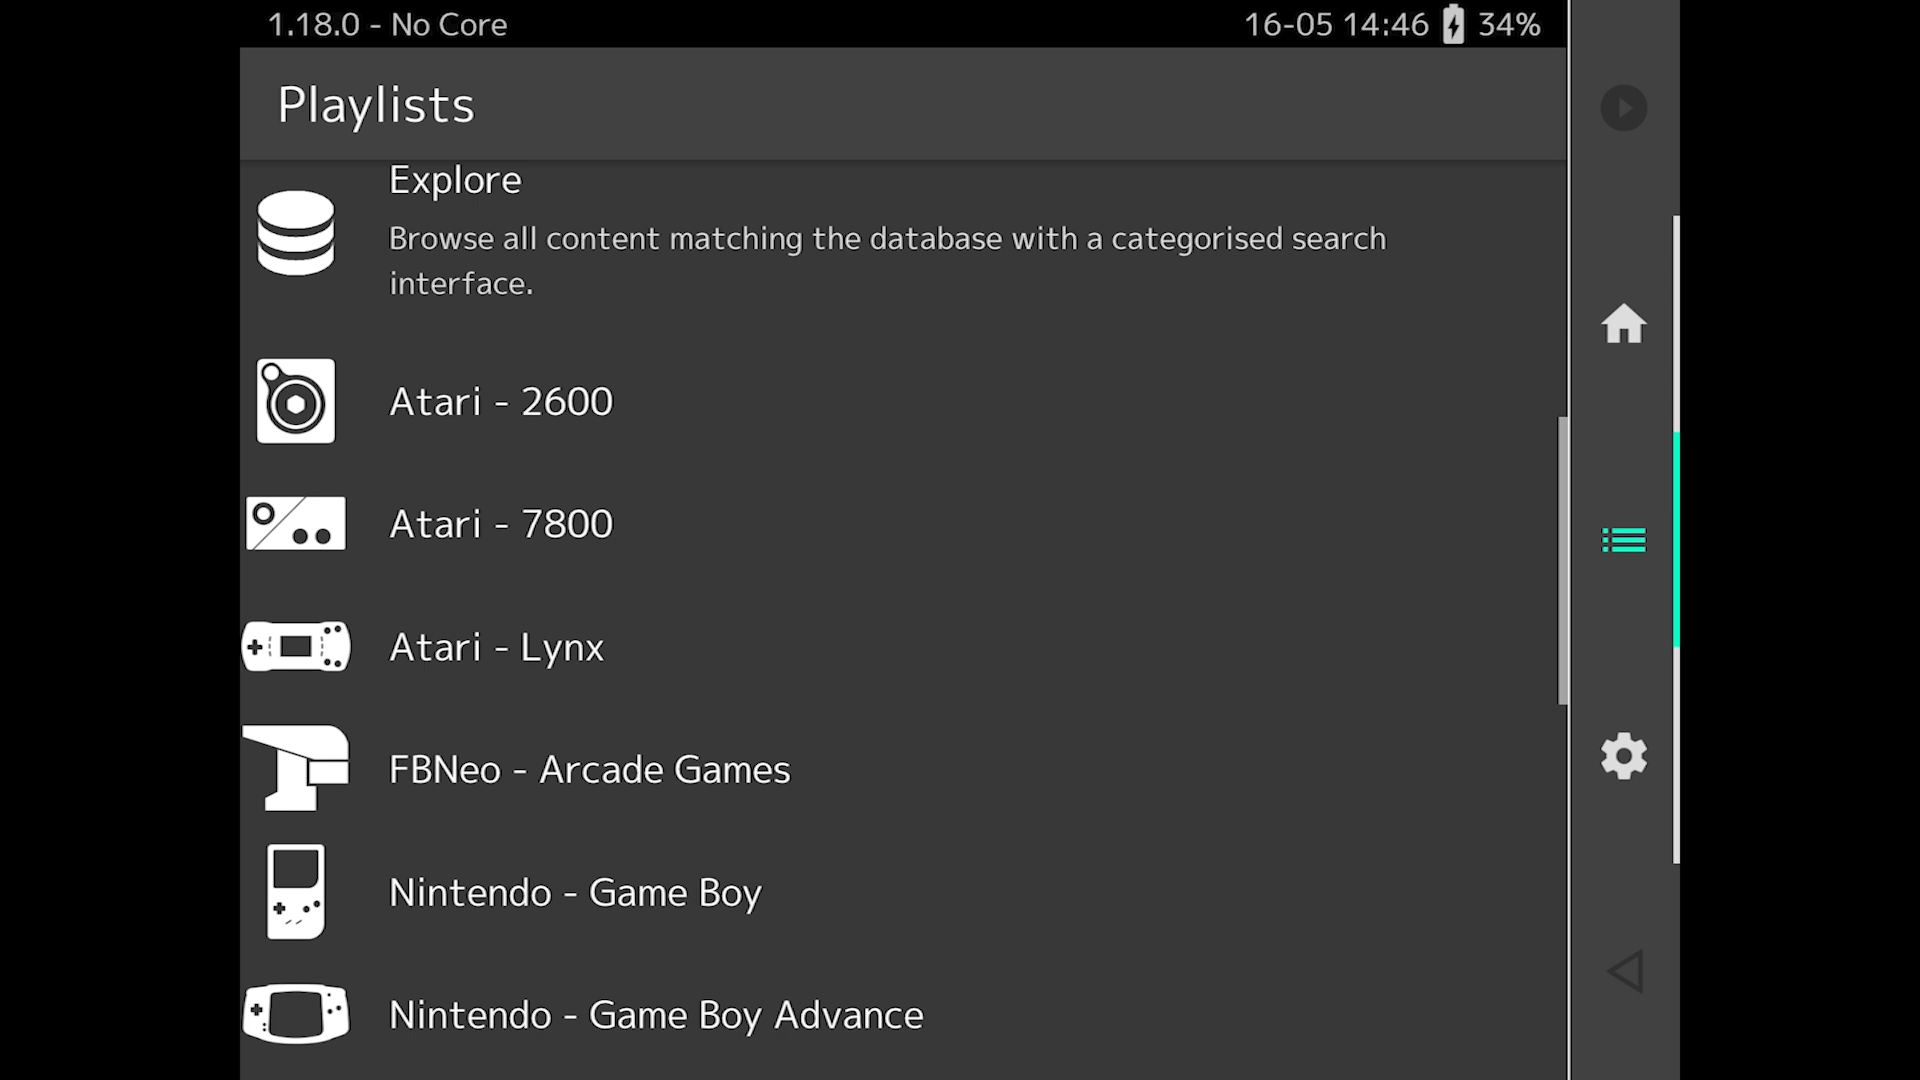 1.18.0 - No Core
16-05 14:46 34%
Playlists
Explore
Browse all content matching the database with a categorised search
interface.
Atari - 2600
Atari - 7800
Atari - Lynx
FBNeo - Arcade Games
Nintendo - Game Boy
Nintendo - Game Boy Advance